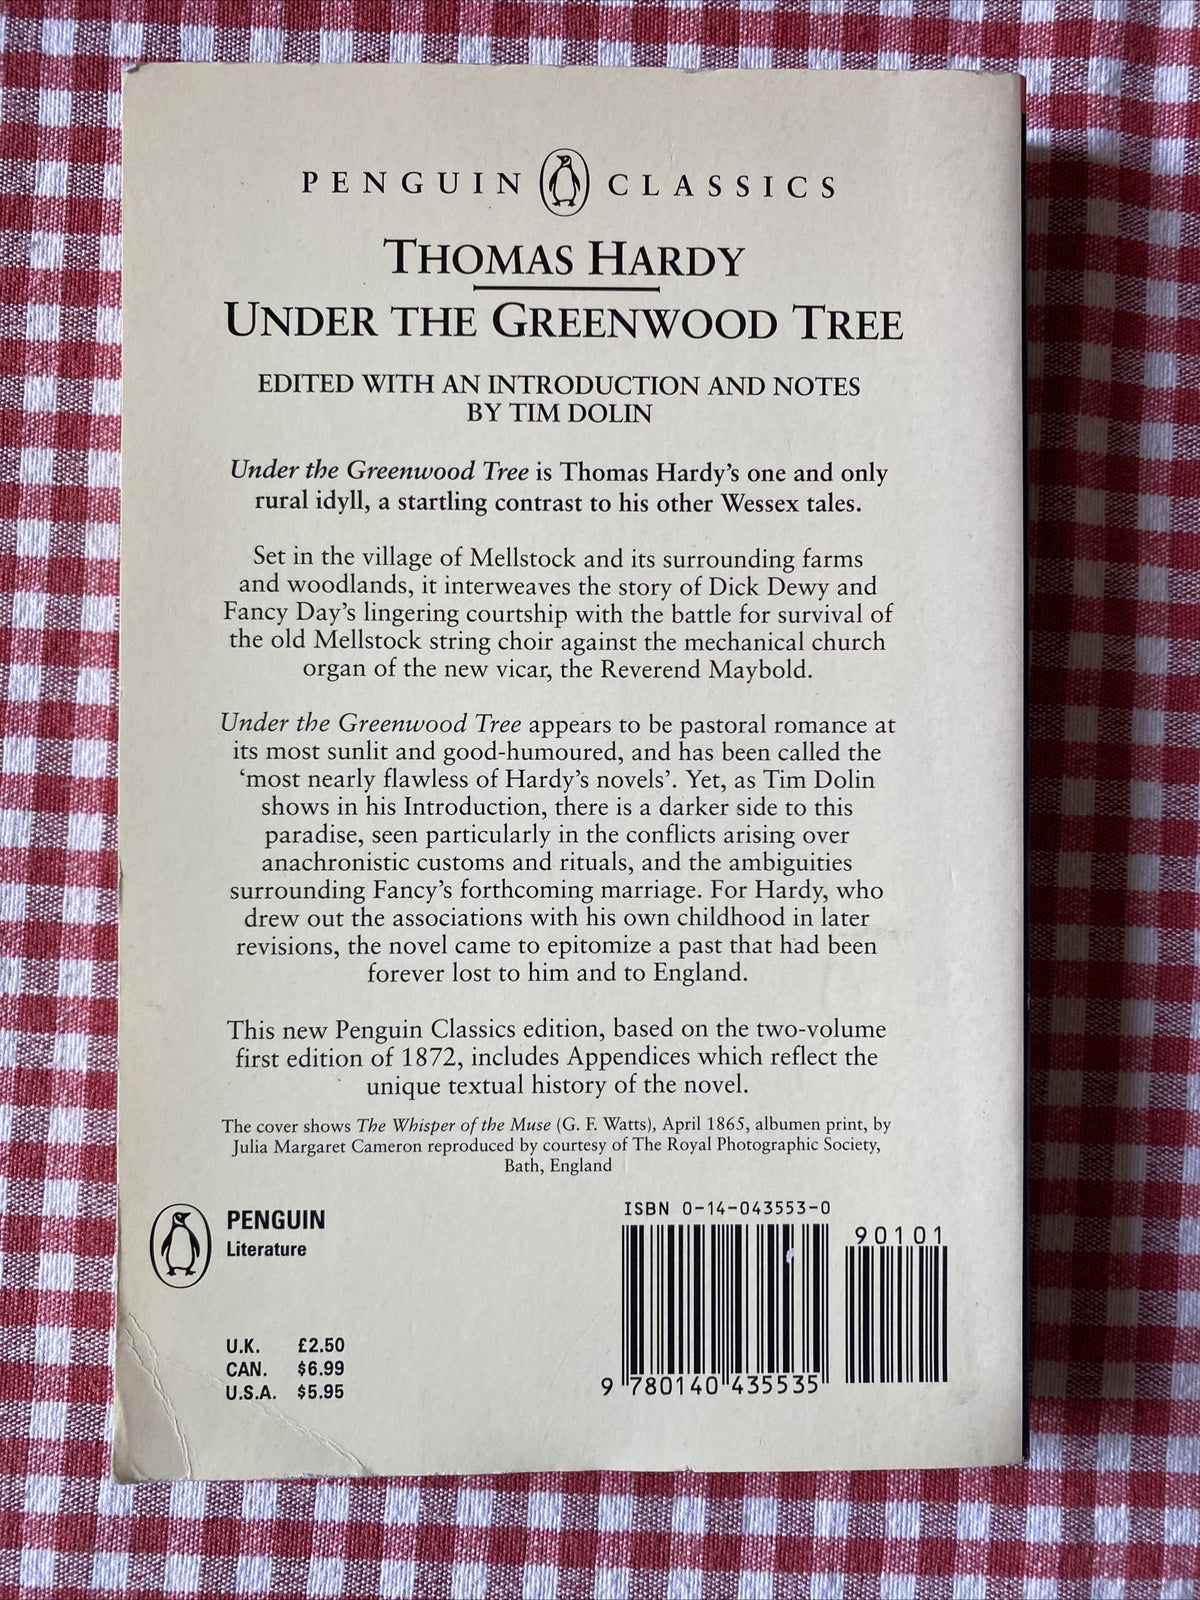 PENGUIN CLASSICS
THOMAS HARDY
UNDER THE GREENWOOD TREE
EDITED WITH AN INTRODUCTION AND NOTES
BY TIM DOLIN
Under the Greenwood Tree is Thomas Hardy's one and only
rural idyll, a startling contrast to his other Wessex tales.
Set in the village of Mellstock and its surrounding farms
and woodlands, it interweaves the story of Dick Dewy and
Fancy Day's lingering courtship with the battle for survival of
the old Mellstock string choir against the mechanical church
organ of the new vicar, the Reverend Maybold.
Under the Greenwood Tree appears to be pastoral romance at
its most sunlit and good-humoured, and has been called the
‘most nearly flawless of Hardy's novels’. Yet, as Tim Dolin
shows in his Introduction, there is a darker side to this
paradise, seen particularly in the conflicts arising over
anachronistic customs and rituals, and the ambiguities
surrounding Fancy's forthcoming marriage. For Hardy, who
drew out the associations with his own childhood in later
revisions, the novel came to epitomize a past that had been
forever lost to him and to England.
This new Penguin Classics edition, based on the two-volume
first edition of 1872, includes Appendices which reflect the
unique textual history of the novel.
The cover shows The Whisper of the Muse (G. F. Watts), April 1865, albumen print, by
Julia Margaret Cameron reproduced by courtesy of The Royal Photographic Society,
Bath, England
PENGUIN
Literature
U.K. £2.50
CAN. $6.99
U.S.A. $5.95
ISBN 0-14-043553-0
90101
9 780140 435535